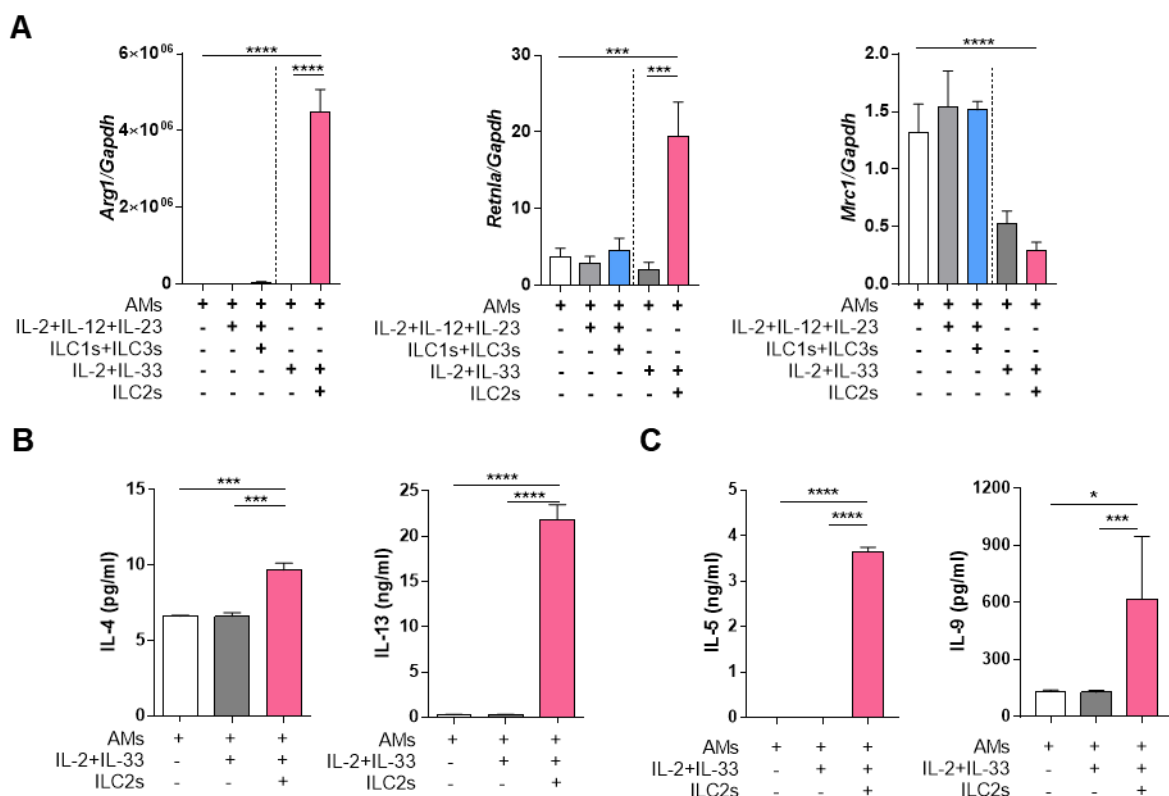 A
Arg1/Gapdh
6×10^06
4×10^06
2×10^06
0
****
****
AMs + + + + +
IL-2+IL-12+IL-23 - + + - -
ILC1s+ILC3s - - + - -
IL-2+IL-33 - - - + +
ILC2s - - - - +
Retnla/Gapdh
30
20
10
0
***
***
AMs + + + + +
IL-2+IL-12+IL-23 - + + - -
ILC1s+ILC3s - - + - -
IL-2+IL-33 - - - + +
ILC2s - - - - +
Mrc1/Gapdh
2.0
1.5
1.0
0.5
0.0
****
AMs + + + + +
IL-2+IL-12+IL-23 - + + - -
ILC1s+ILC3s - - + - -
IL-2+IL-33 - - - + +
ILC2s - - - - +
B
IL-4 (pg/ml)
15
10
5
0
***
***
AMs + + +
IL-2+IL-33 - + +
ILC2s - - +
IL-13 (ng/ml)
25
20
15
10
5
0
****
****
AMs + + +
IL-2+IL-33 - + +
ILC2s - - +
C
IL-5 (ng/ml)
5
4
3
2
1
0
****
****
AMs + + +
IL-2+IL-33 - + +
ILC2s - - +
IL-9 (pg/ml)
1200
900
600
300
0
*
***
AMs + + +
IL-2+IL-33 - + +
ILC2s - - +